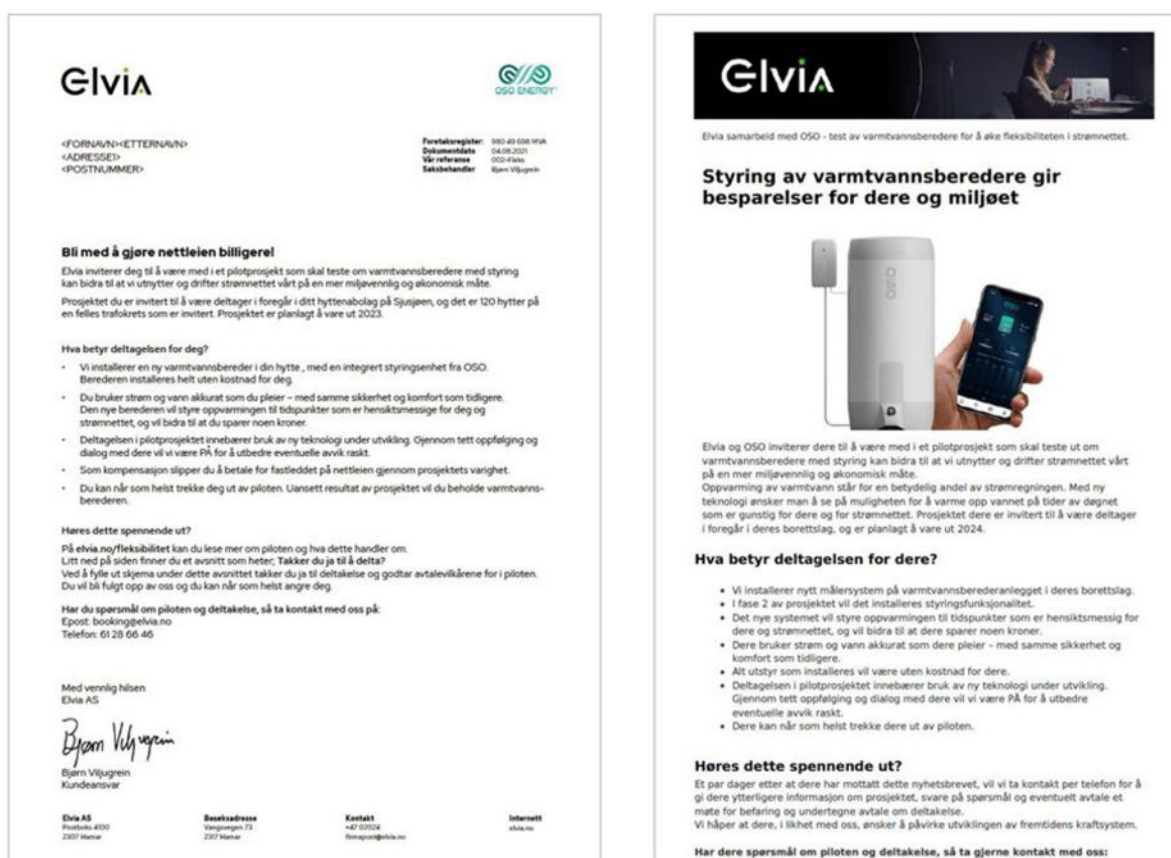 Elvia
OSO ENERGY
<FORNAVN><ETTERNAVN>
<ADRESSE1>
<POSTNUMMER>
Foretaksregister: 980 49 698 MVA
Dokumentdato 04.08.2021
Vår referanse 002-Fleks
Saksbehandler Bjørn Viljugrein
Bli med å gjøre nettleien billigere!
Elvia inviterer deg til å være med i et pilotprosjekt som skal teste om varmtvannsberedere med styring
kan bidra til at vi utnytter og drifter strømnettet vårt på en mer miljøvennlig og økonomisk måte.
Prosjektet du er invitert til å være deltager i foregår i ditt hyttenabolag på Sjusjøen, og det er 120 hytter på
en felles trafokrets som er invitert. Prosjektet er planlagt å vare ut 2023.
Hva betyr deltagelsen for deg?
• Vi installerer en ny varmtvannsbereder i din hytte , med en integrert styringsenhet fra OSO.
Berederen installeres helt uten kostnad for deg.
• Du bruker strøm og vann akkurat som du pleier – med samme sikkerhet og komfort som tidligere.
Den nye berederen vil styre oppvarmingen til tidspunkter som er hensiktsmessige for deg og
strømnettet, og vil bidra til at du sparer noen kroner.
• Deltagelsen i pilotprosjektet innebærer bruk av ny teknologi under utvikling. Gjennom tett oppfølging og
dialog med dere vil vi være PÅ for å utbedre eventuelle avvik raskt.
• Som kompensasjon slipper du å betale for fastleddet på nettleien gjennom prosjektets varighet.
• Du kan når som helst trekke deg ut av piloten. Uansett resultat av prosjektet vil du beholde varmtvanns-
berederen.
Høres dette spennende ut?
På elvia.no/fleksibilitet kan du lese mer om piloten og hva dette handler om.
Litt ned på siden finner du et avsnitt som heter; Takker du ja til å delta?
Ved å fylle ut skjema under dette avsnittet takker du ja til deltakelse og godtar avtalevilkårene for i piloten.
Du vil bli fulgt opp av oss og du kan når som helst angre deg.
Har du spørsmål om piloten og deltakelse, så ta kontakt med oss på:
Epost: booking@elvia.no
Telefon: 61 28 66 46
Med vennlig hilsen
Elvia AS
Bjørn Viljugrein
Bjørn Viljugrein
Kundeansvar
Elvia AS
Postboks 4100
2307 Hamar
Besøksadresse
Vangsvegen 73
2317 Hamar
Kontakt
+47 02024
firmapost@elvia.no
Internett
elvia.no
Elvia
Elvia samarbeid med OSO - test av varmtvannsberedere for å øke fleksibiliteten i strømnettet.
Styring av varmtvannsberedere gir
besparelser for dere og miljøet
OSO
OSO
Elvia og OSO inviterer dere til å være med i et pilotprosjekt som skal teste ut om
varmtvannsberedere med styring kan bidra til at vi utnytter og drifter strømnettet vårt
på en mer miljøvennlig og økonomisk måte.
Oppvarming av varmtvann står for en betydelig andel av strømregningen. Med ny
teknologi ønsker man å se på muligheten for å varme opp vannet på tider av døgnet
som er gunstig for dere og for strømnettet. Prosjektet dere er invitert til å være deltager
i foregår i deres borettslag, og er planlagt å vare ut 2024.
Hva betyr deltagelsen for dere?
• Vi installerer nytt målersystem på varmtvannsberederanlegget i deres borettslag.
• I fase 2 av prosjektet vil det installeres styringsfunksjonalitet.
• Det nye systemet vil styre oppvarmingen til tidspunkter som er hensiktsmessig for
dere og strømnettet, og vil bidra til at dere sparer noen kroner.
• Dere bruker strøm og vann akkurat som dere pleier – med samme sikkerhet og
komfort som tidligere.
• Alt utstyr som installeres vil være uten kostnad for dere.
• Deltagelsen i pilotprosjektet innebærer bruk av ny teknologi under utvikling.
Gjennom tett oppfølging og dialog med dere vil vi være PÅ for å utbedre
eventuelle avvik raskt.
• Dere kan når som helst trekke dere ut av piloten.
Høres dette spennende ut?
Et par dager etter at dere har mottatt dette nyhetsbrevet, vil vi ta kontakt per telefon for å
gi dere ytterligere informasjon om prosjektet, svare på spørsmål og eventuelt avtale et
møte for befaring og undertegne avtale om deltakelse.
Vi håper at dere, i likhet med oss, ønsker å påvirke utviklingen av fremtidens kraftsystem.
Har dere spørsmål om piloten og deltakelse, så ta gjerne kontakt med oss: